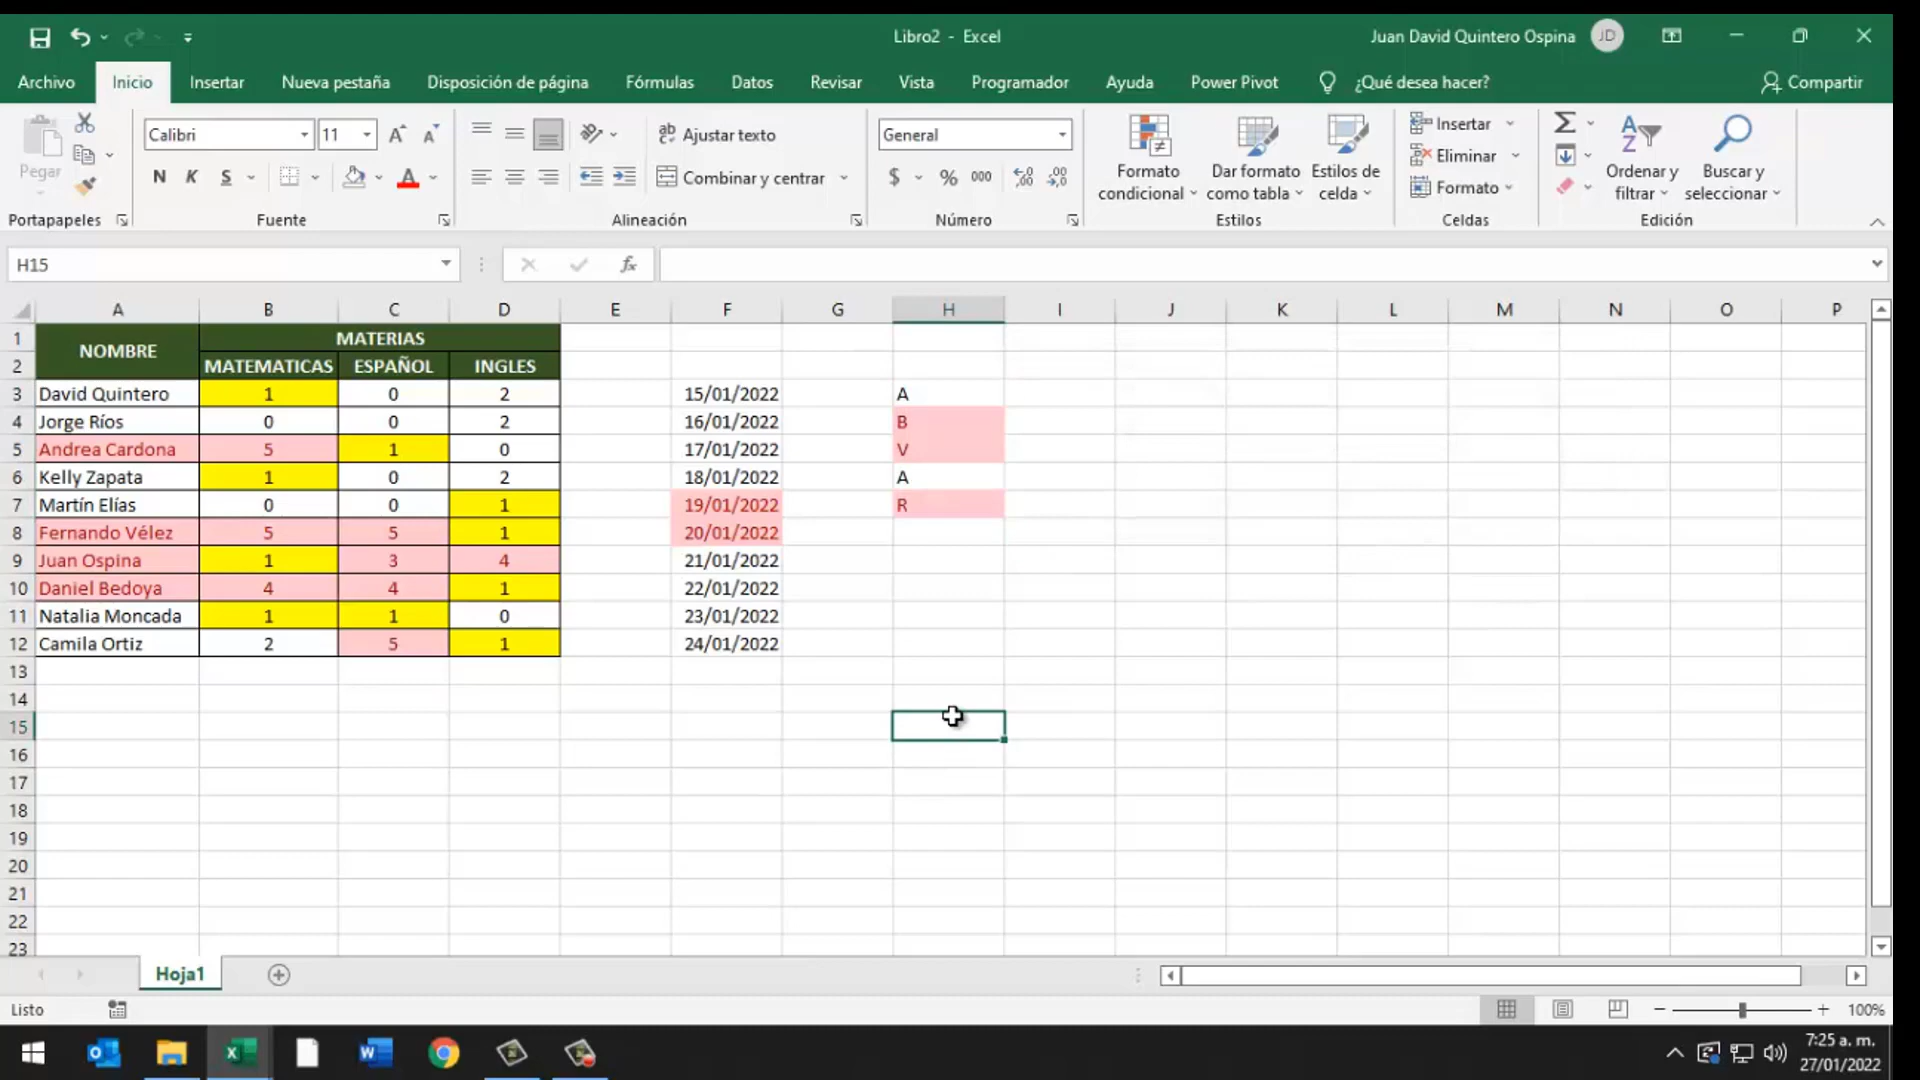 Libro2 - Excel
Juan David Quintero Ospina JD
Archivo Inicio Insertar Nueva pestaña Disposición de página Fórmulas Datos Revisar Vista Programador Ayuda Power Pivot ¿Qué desea hacer? Compartir
Pegar
Portapapeles
Calibri 11
N K S A
Fuente
Ajustar texto
Combinar y centrar
Alineación
General
$ % 000
Número
Formato condicional
Dar formato como tabla
Estilos de celda
Estilos
Insertar
Eliminar
Formato
Celdas
Ordenar y filtrar
Buscar y seleccionar
Edición
H15 fx
A B C D E F G H I J K L M N O P
1 NOMBRE MATERIAS
2 MATEMATICAS ESPAÑOL INGLES
3 David Quintero 1 0 2 15/01/2022 A
4 Jorge Ríos 0 0 2 16/01/2022 B
5 Andrea Cardona 5 1 0 17/01/2022 V
6 Kelly Zapata 1 0 2 18/01/2022 A
7 Martín Elías 0 0 1 19/01/2022 R
8 Fernando Vélez 5 5 1 20/01/2022
9 Juan Ospina 1 3 4 21/01/2022
10 Daniel Bedoya 4 4 1 22/01/2022
11 Natalia Moncada 1 1 0 23/01/2022
12 Camila Ortiz 2 5 1 24/01/2022
13
14
15
16
17
18
19
20
21
22
23
Hoja1
Listo
100%
7:25 a. m.
27/01/2022